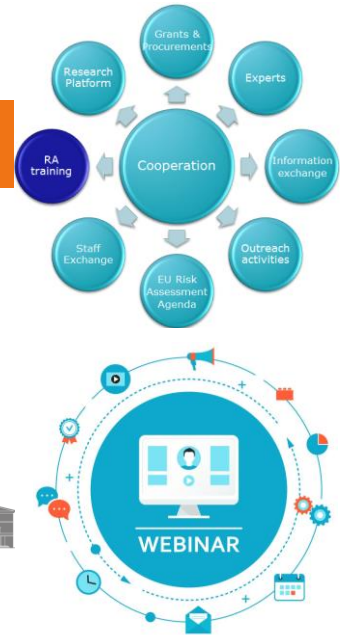 Grants &
Procurements
Research
Platform
Experts
RA
training
Cooperation
Information
exchange
Staff
Exchange
Outreach
activities
EU Risk
Assessment
Agenda
WEBINAR